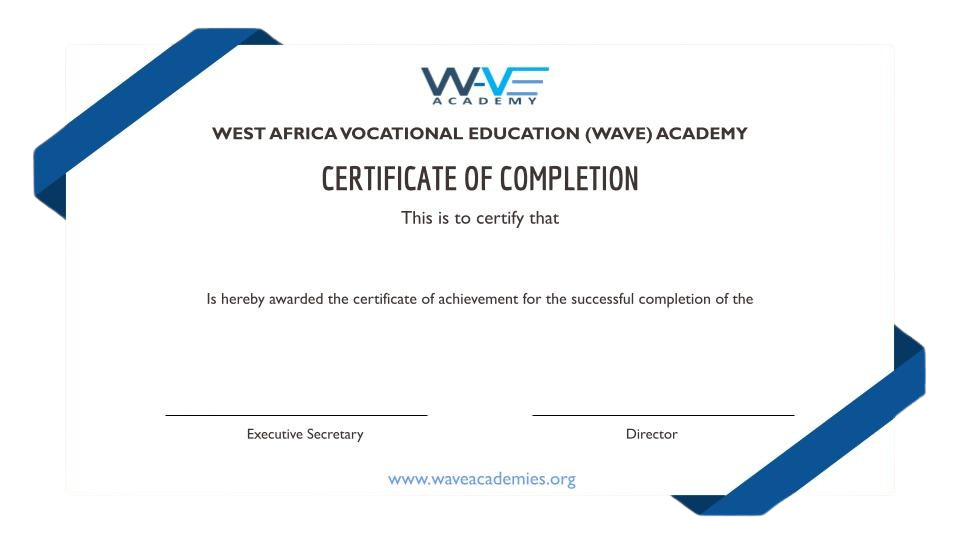 WAVE
ACADEMY
WEST AFRICA VOCATIONAL EDUCATION (WAVE) ACADEMY
CERTIFICATE OF COMPLETION
This is to certify that
Is hereby awarded the certificate of achievement for the successful completion of the
Executive Secretary
Director
www.waveacademies.org